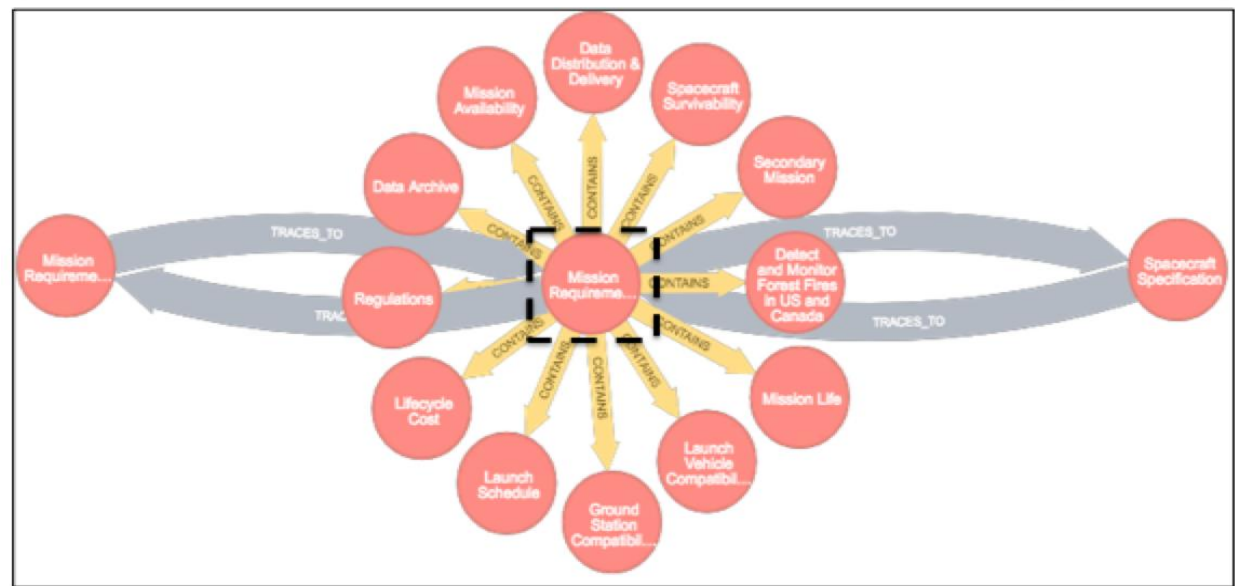 Data
Distribution &
Delivery
Mission
Availability
Spacecraft
Survivability
Data Archive
Secondary
Mission
CONTAINS
CONTAINS
CONTAINS
CONTAINS
CONTAINS
TRACES_TO
TRACES_TO
Mission
Requireme...
Regulations
Mission
Requireme...
CONTAINS
Detect
and Monitor
Forest Fires
in US and
Canada
Spacecraft
Specification
TRACES_TO
CONTAINS
CONTAINS
CONTAINS
CONTAINS
CONTAINS
Lifecycle
Cost
Mission Life
Launch
Schedule
Launch
Vehicle
Compatibil...
Ground
Station
Compatibil...